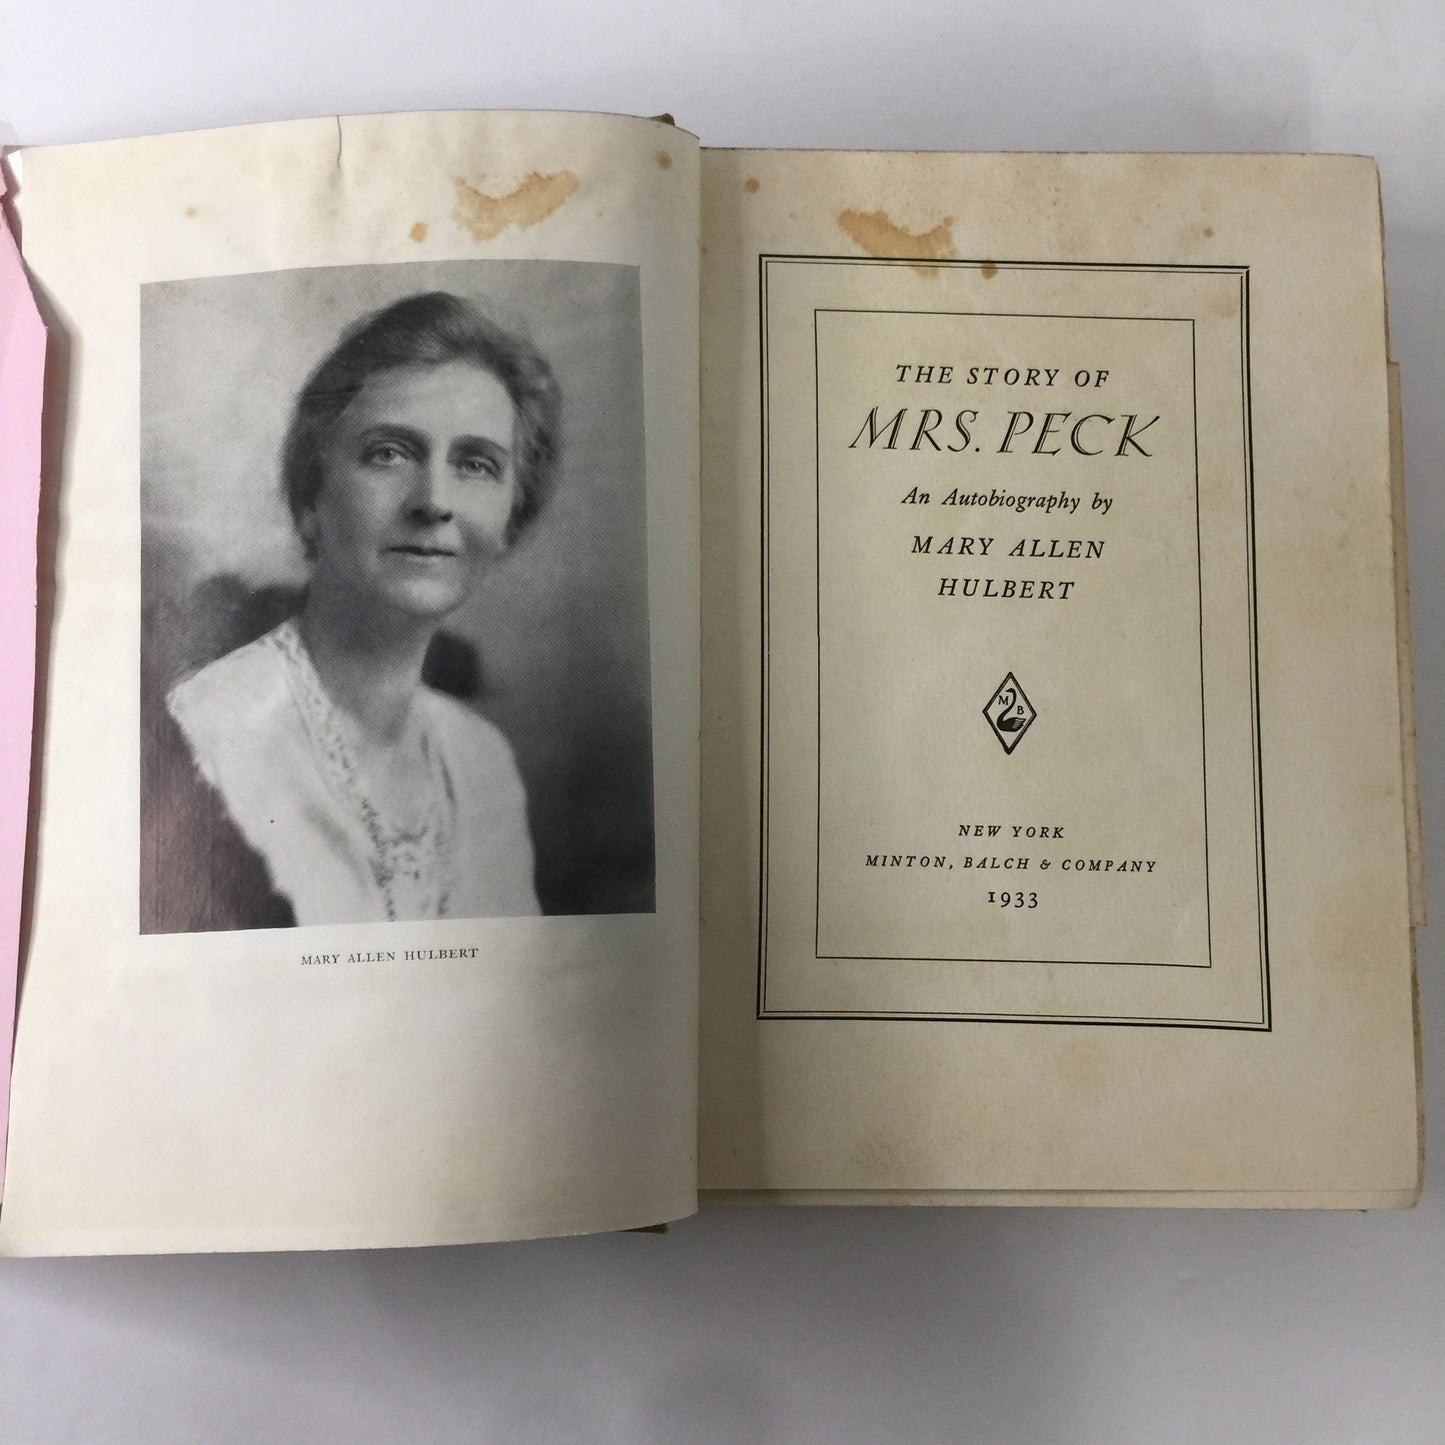 MARY ALLEN HULBERT
THE STORY OF
MRS. PECK
An Autobiography by
MARY ALLEN
HULBERT
M
B
NEW YORK
MINTON, BALCH & COMPANY
1933